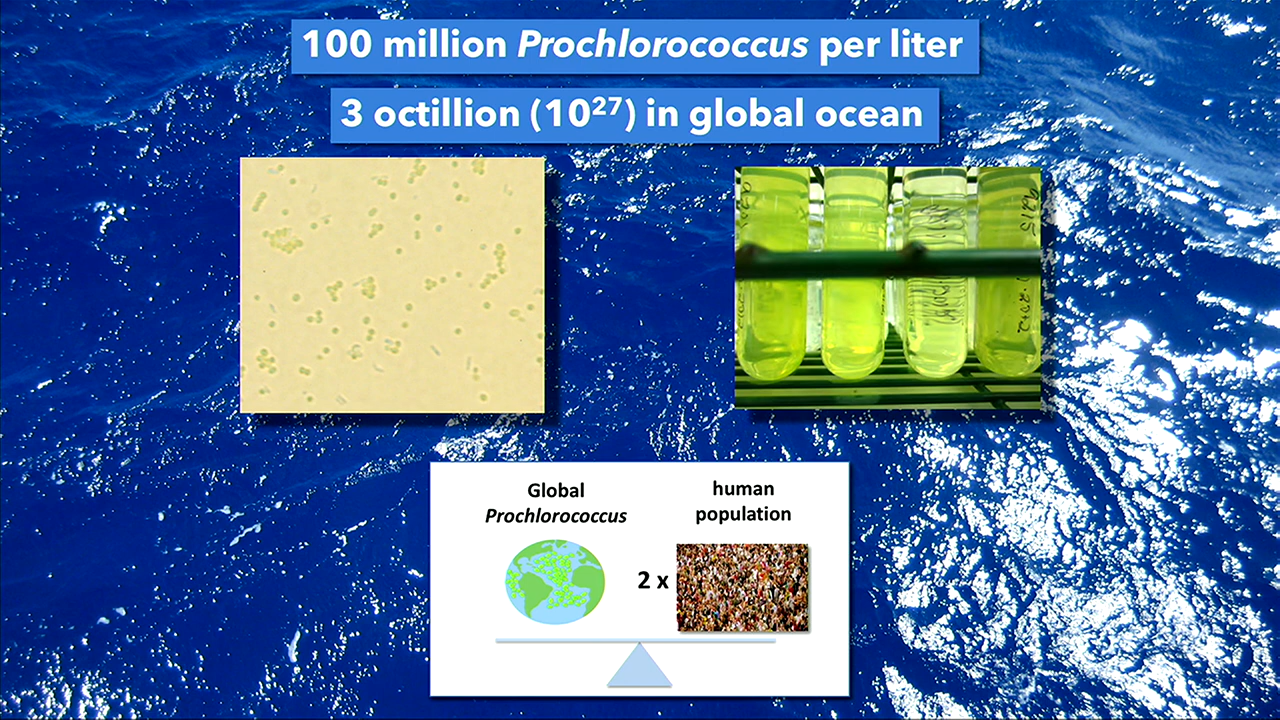 100 million Prochlorococcus per liter
3 octillion (10²⁷) in global ocean
Global
Prochlorococcus
human
population
2 x